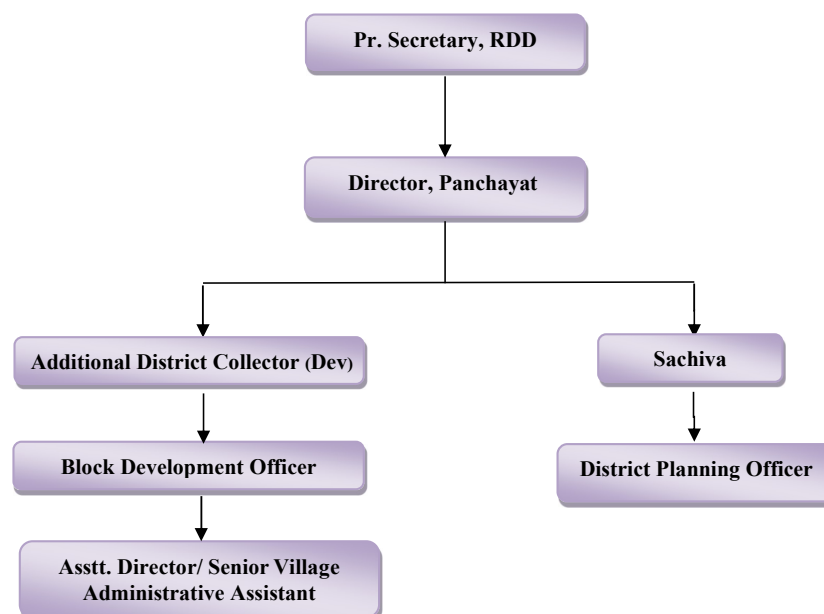 Pr. Secretary, RDD
Director, Panchayat
Additional District Collector (Dev)
Sachiva
Block Development Officer
District Planning Officer
Asstt. Director/ Senior Village
Administrative Assistant